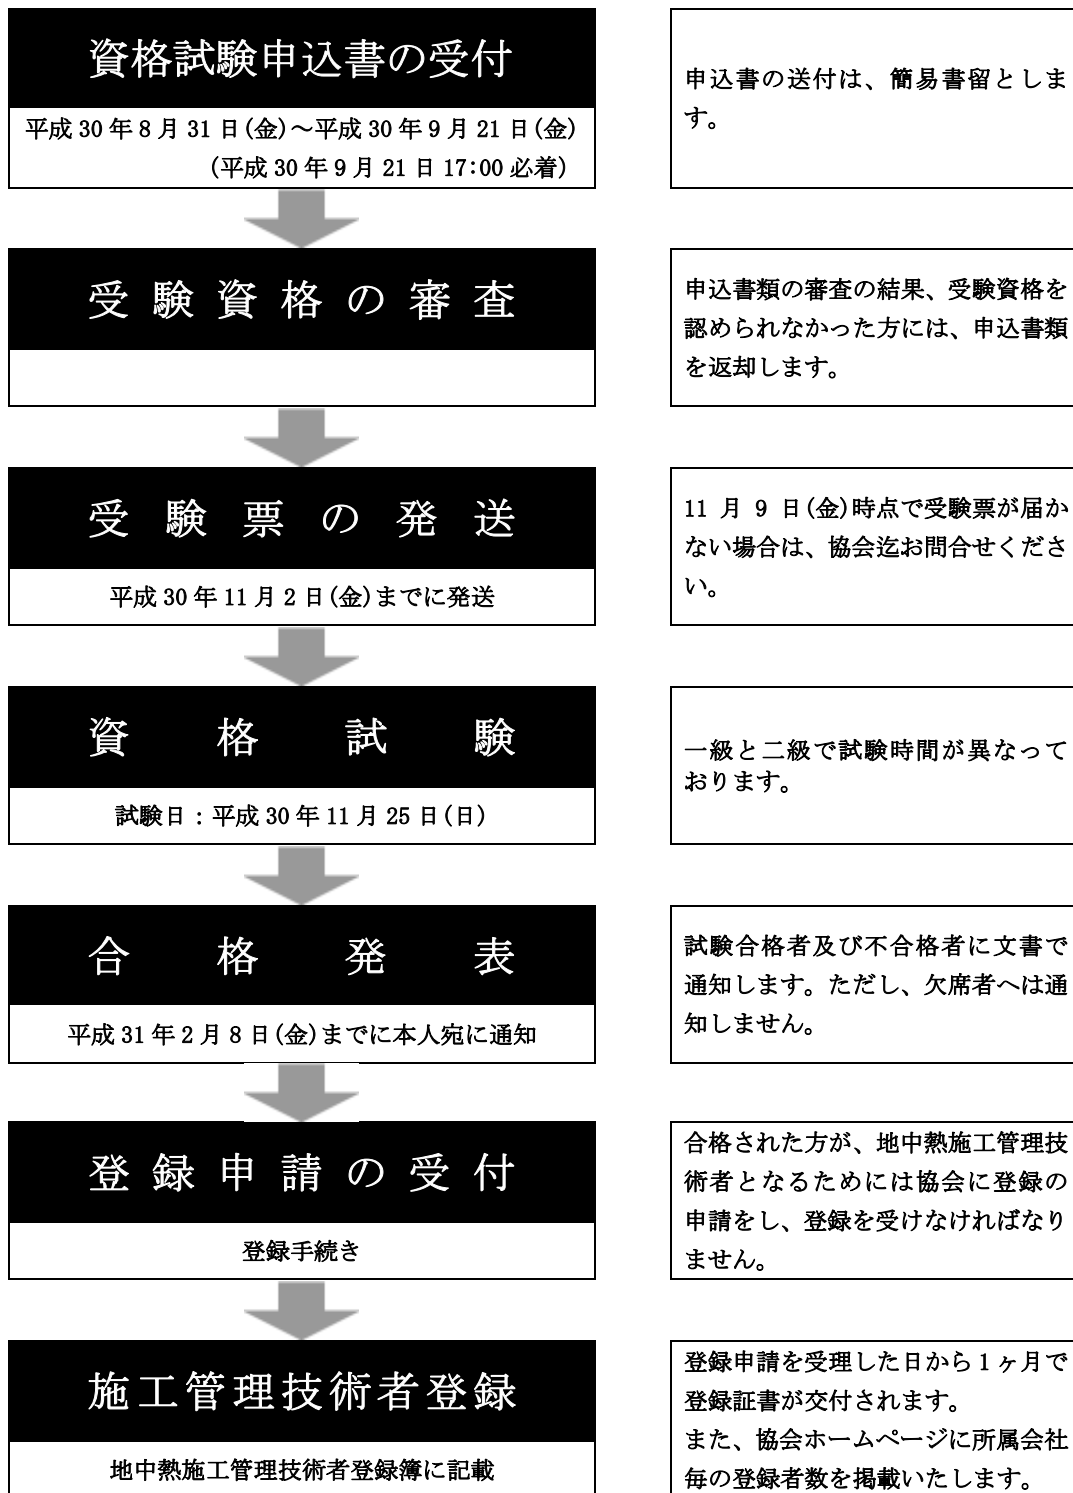 資格試験申込書の受付
平成30年8月31日(金)～平成30年9月21日(金)
(平成30年9月21日17:00必着)
申込書の送付は、簡易書留としま
す。
受験資格の審査
申込書類の審査の結果、受験資格を
認められなかった方には、申込書類
を返却します。
受験票の発送
平成30年11月2日(金)までに発送
11月9日(金)時点で受験票が届か
ない場合は、協会迄お問合せくださ
い。
資格試験
試験日：平成30年11月25日(日)
一級と二級で試験時間が異なって
おります。
合格発表
平成31年2月8日(金)までに本人宛に通知
試験合格者及び不合格者に文書で
通知します。ただし、欠席者へは通
知しません。
登録申請の受付
登録手続き
合格された方が、地中熱施工管理技
術者となるためには協会に登録の
申請をし、登録を受けなければなり
ません。
施工管理技術者登録
地中熱施工管理技術者登録簿に記載
登録申請を受理した日から1ヶ月で
登録証書が交付されます。
また、協会ホームページに所属会社
毎の登録者数を掲載いたします。